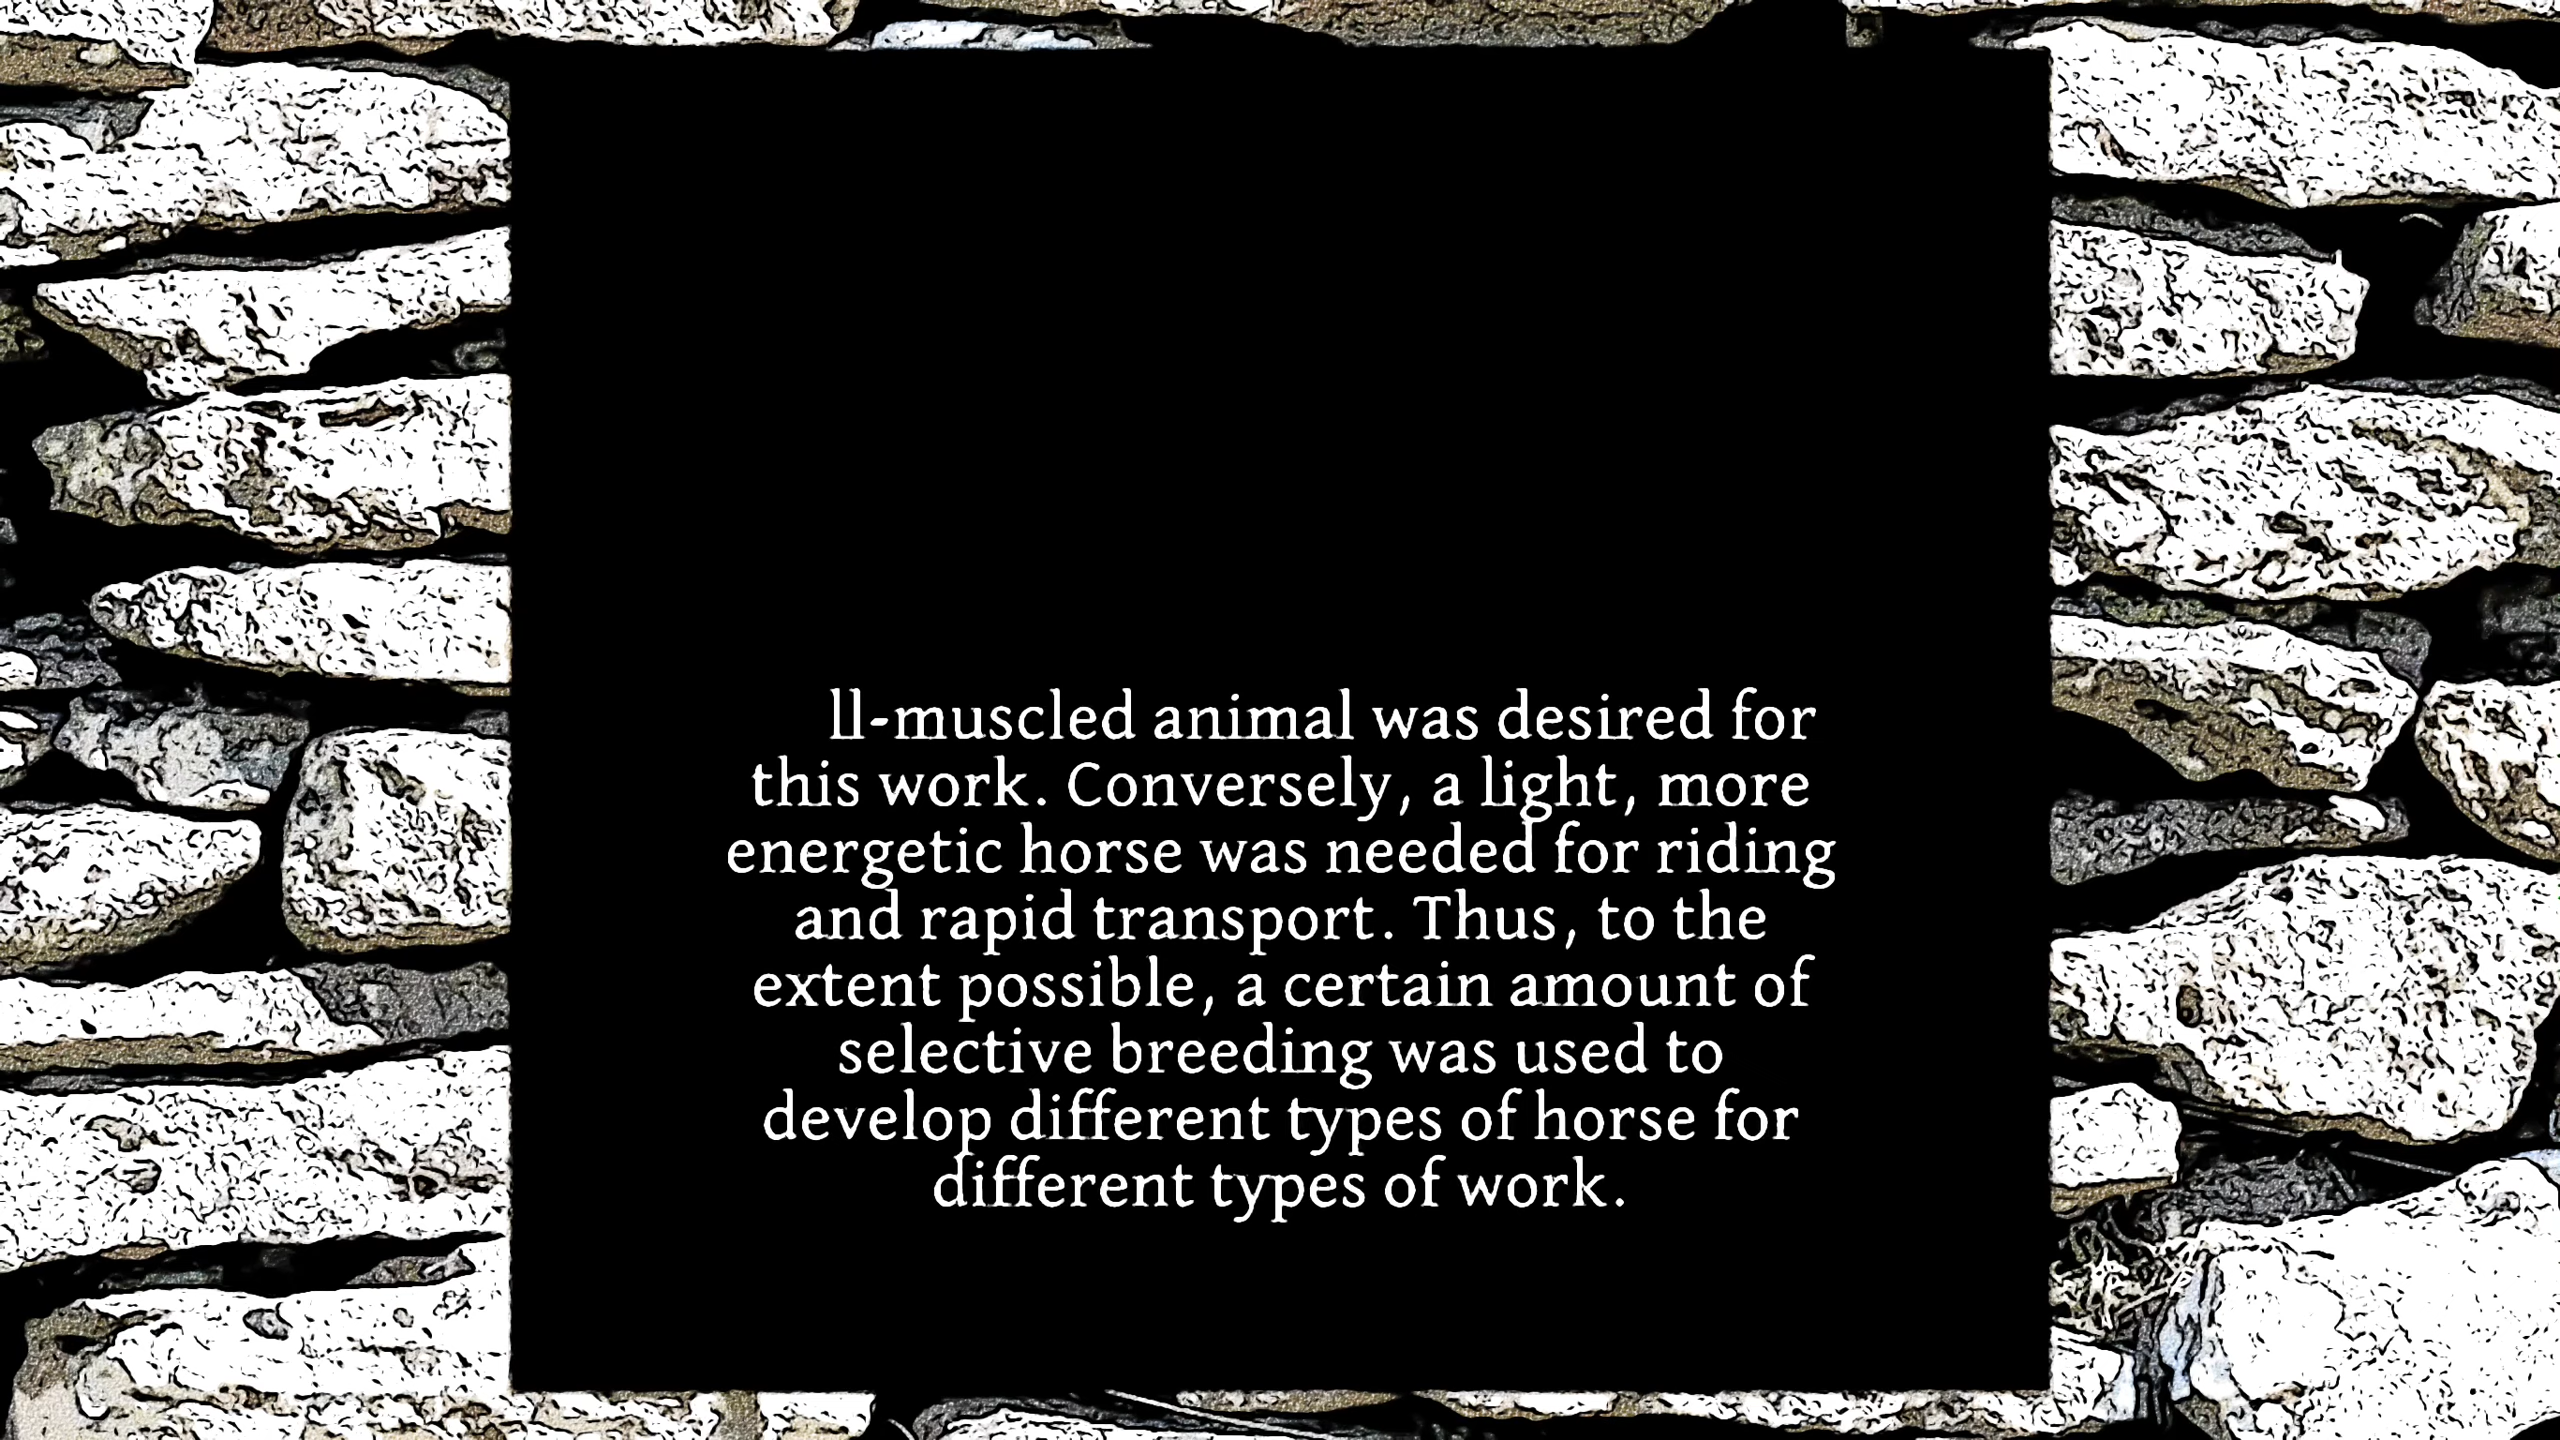 ll-muscled animal was desired for
this work. Conversely, a light, more
energetic horse was needed for riding
and rapid transport. Thus, to the
extent possible, a certain amount of
selective breeding was used to
develop different types of horse for
different types of work.